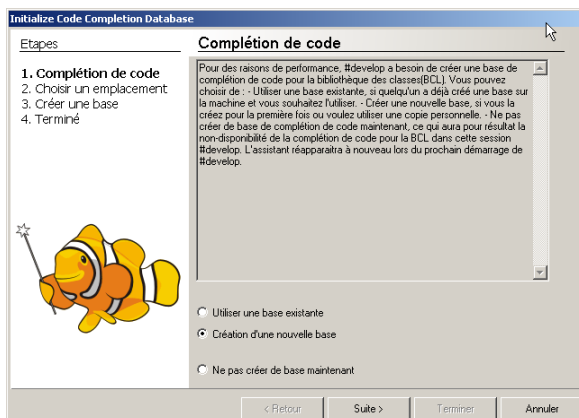 Initialize Code Completion Database
Etapes
1. Complétion de code
2. Choisir un emplacement
3. Créer une base
4. Terminé
Complétion de code
Pour des raisons de performance, #develop a besoin de créer une base de
complétion de code pour la bibliothèque des classes(BCL). Vous pouvez
choisir de : - Utiliser une base existante, si quelqu'un a déjà créé une base sur
la machine et vous souhaitez l'utiliser. - Créer une nouvelle base, si vous la
créez pour la première fois ou voulez utiliser une copie personnelle. - Ne pas
créer de base de complétion de code maintenant, ce qui aura pour résultat la
non-disponibilité de la complétion de code pour la BCL dans cette session
#develop. L'assistant réapparaitra à nouveau lors du prochain démarrage de
#develop.
Utiliser une base existante
Création d'une nouvelle base
Ne pas créer de base maintenant
< Retour
Suite >
Terminer
Annuler